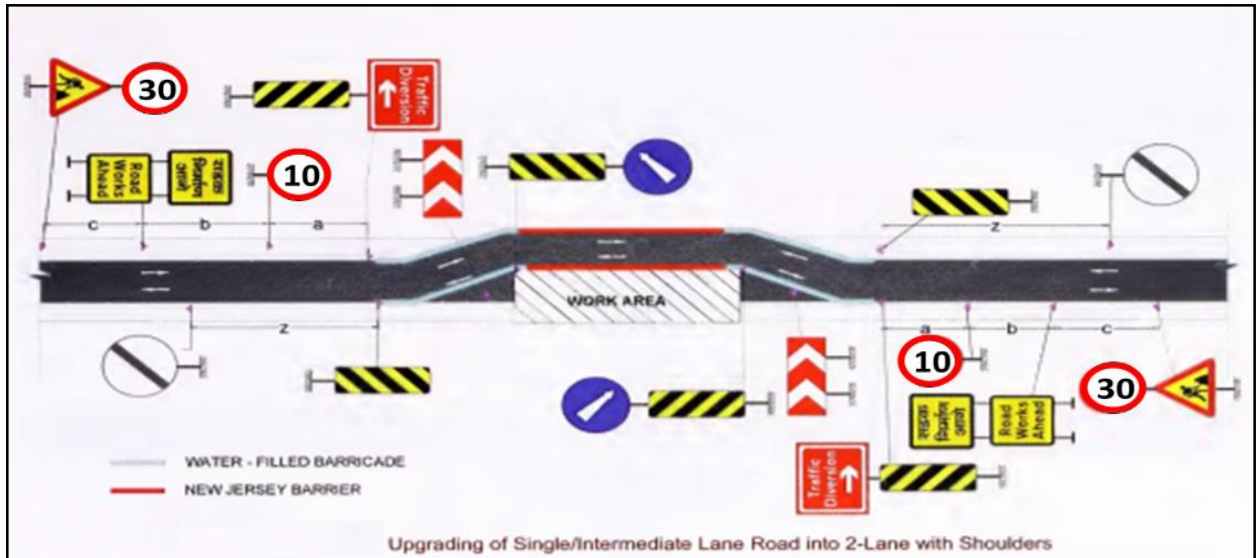 30
Traffic
Diversion
10
Road
Works
Ahead
c
b
a
z
WORK AREA
z
a
b
c
10
30
Road
Works
Ahead
Traffic
Diversion
WATER - FILLED BARRICADE
NEW JERSEY BARRIER
Upgrading of Single/Intermediate Lane Road into 2-Lane with Shoulders